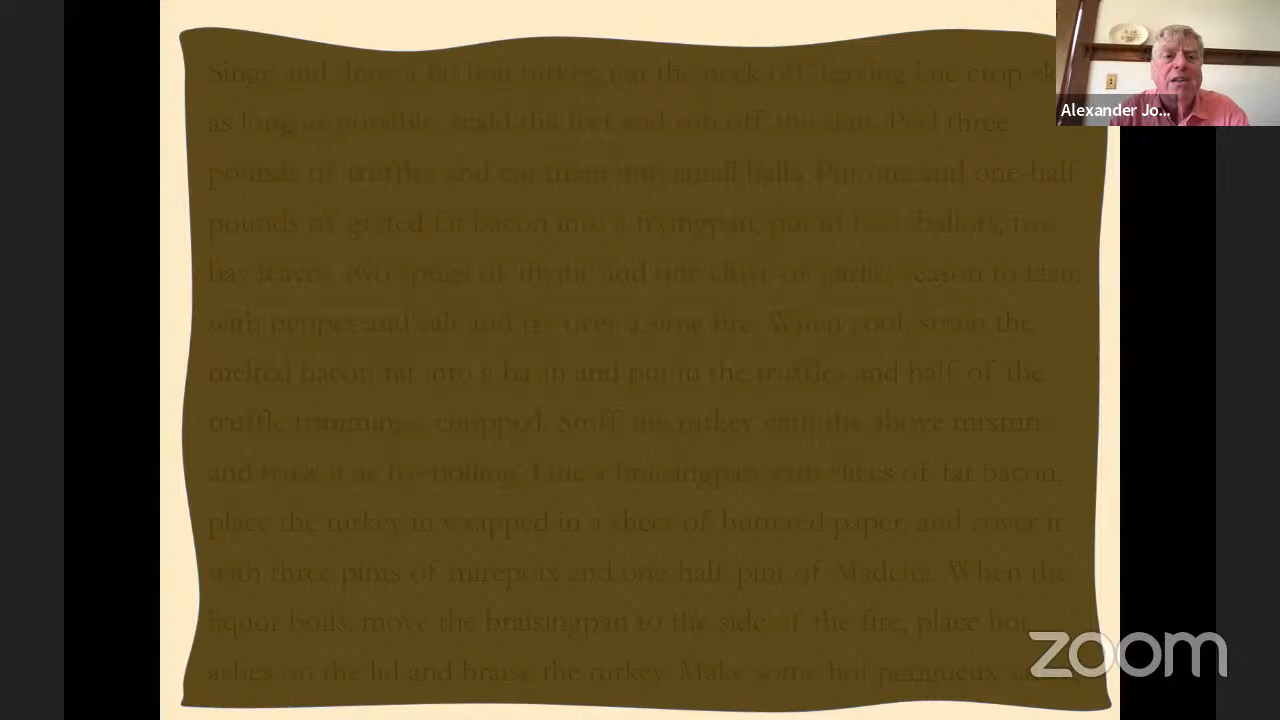 Singe and draw a fat hen turkey, cut the neck off, leaving the crop sk
as long as possible, scald the feet and rub off the skin. Peel three
pounds of truffles and cut them into small balls. Put one and one-half
pounds of grated fat bacon into a fryingpan, put in two shallots, two
bay leaves, two sprigs of thyme and one clove of garlic, season to taste
with pepper and salt and fry over a slow fire. When cool, strain the
melted bacon fat into a basin and put in the truffles and half of the
truffle trimmings, chopped. Stuff the turkey with the above mixture
and truss it as for boiling. Line a braisingpan with slices of fat bacon,
place the turkey in wrapped in a sheet of buttered paper, and cover it
with three pints of mirepoix and one half-pint of Madeira. When the
liquor boils, move the braisingpan to the side of the fire, place hot
ashes on the lid and braise the turkey. Make some hot perigueux
Alexander Jo...
zoom